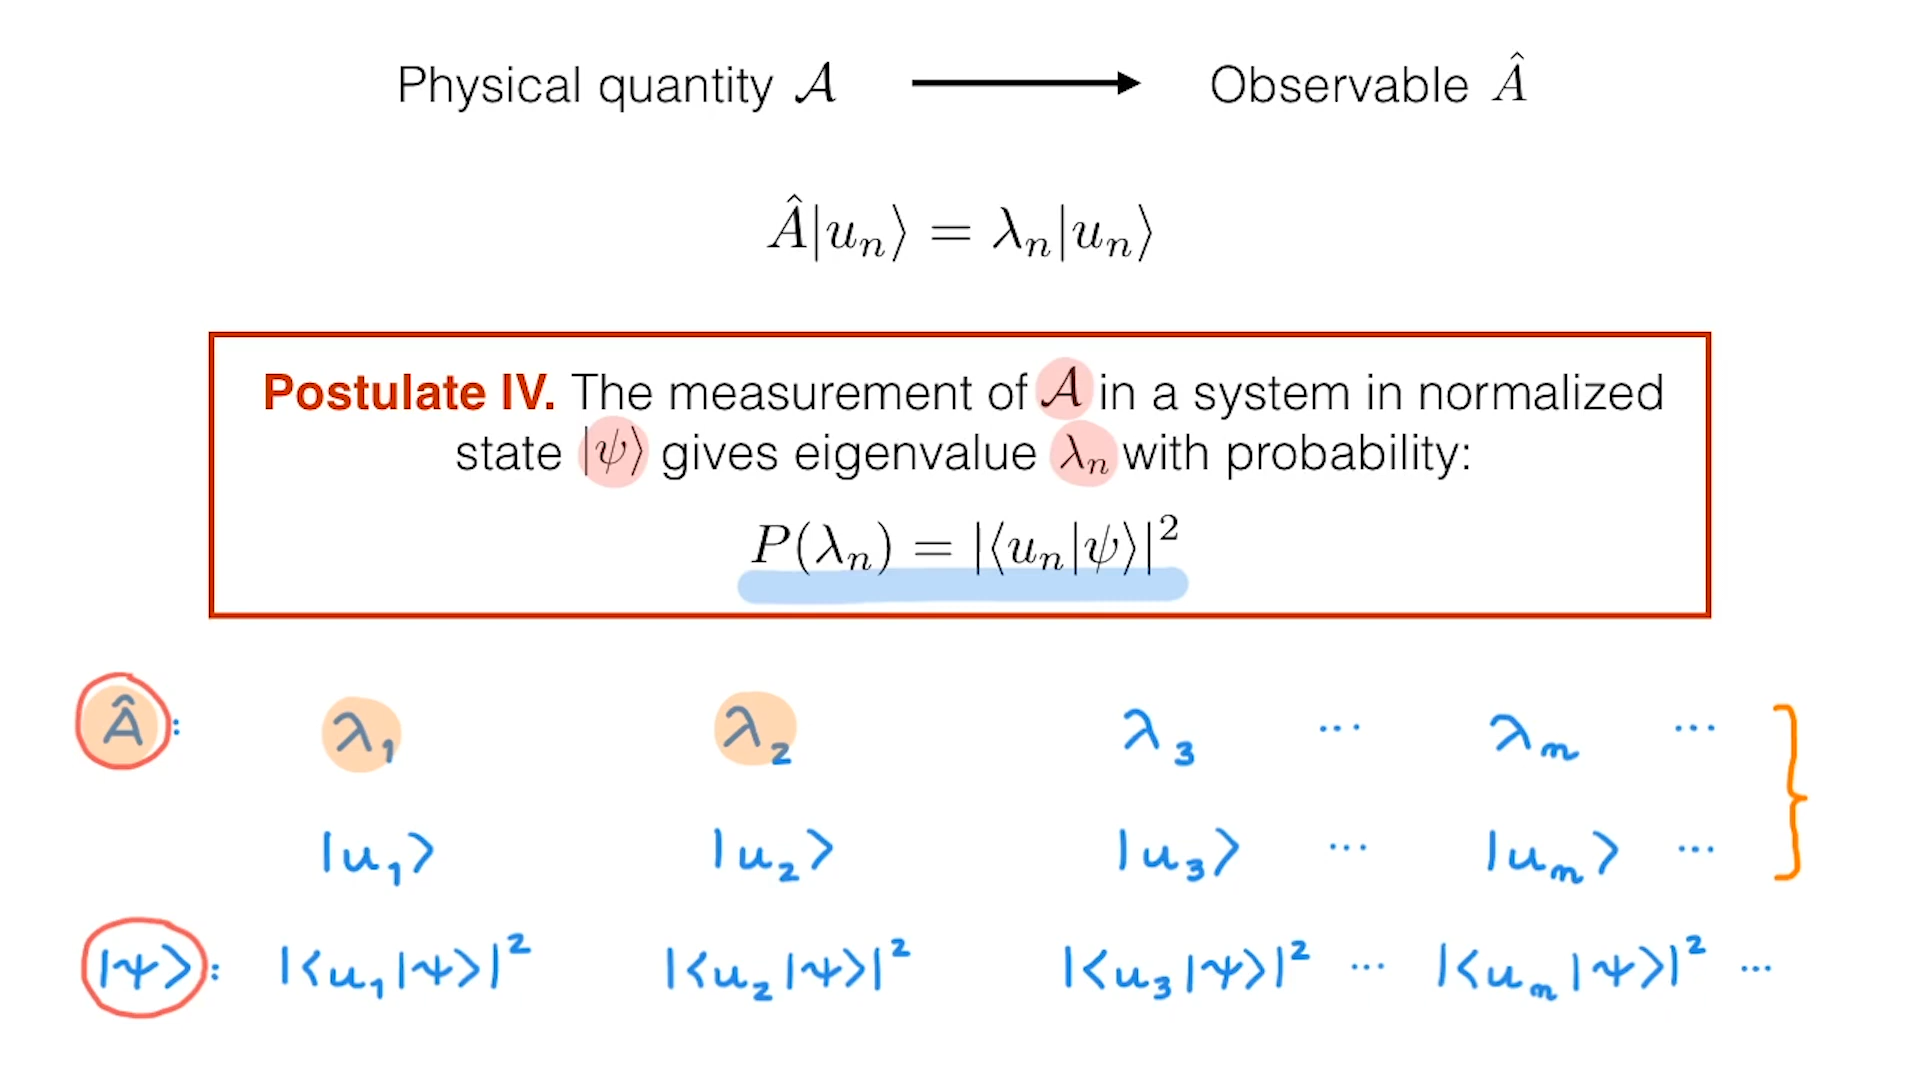 Physical quantity 𝒜 ⟶ Observable Â
Â|uₙ⟩ = λₙ|uₙ⟩
Postulate IV. The measurement of 𝒜 in a system in normalized
state |ψ⟩ gives eigenvalue λₙ with probability:
P(λₙ) = |⟨uₙ|ψ⟩|²
Â: λ₁ λ₂ λ₃ ⋯ λₙ ⋯
|u₁⟩ |u₂⟩ |u₃⟩ ⋯ |uₙ⟩ ⋯
|ψ⟩: |⟨u₁|ψ⟩|² |⟨u₂|ψ⟩|² |⟨u₃|ψ⟩|² ⋯ |⟨uₙ|ψ⟩|² ⋯